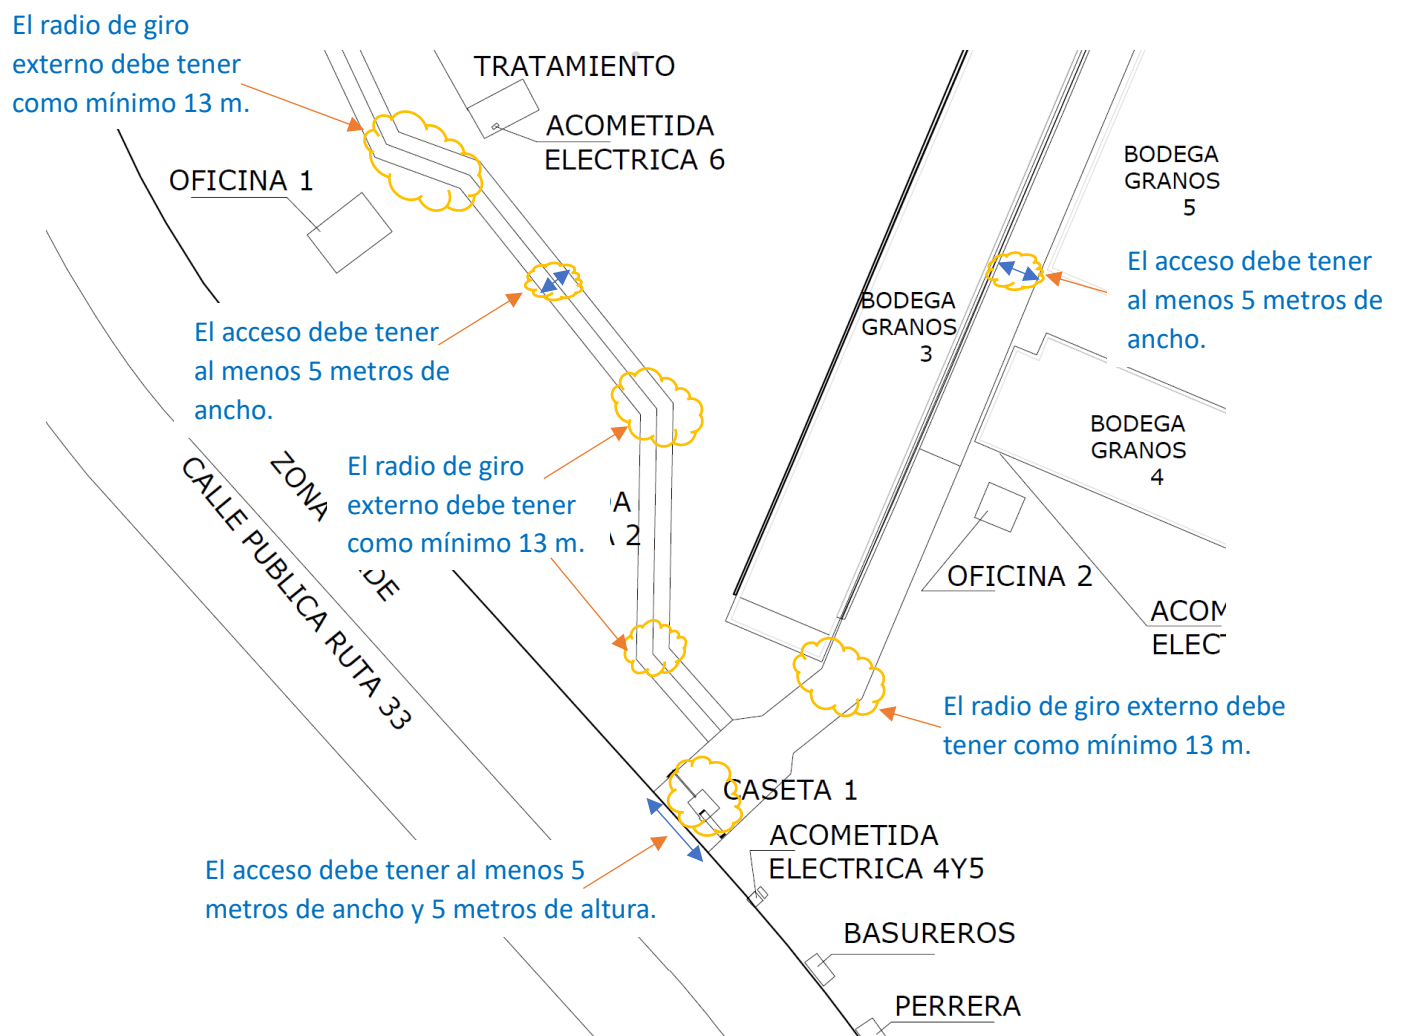 El radio de giro
externo debe tener
como mínimo 13 m.
TRATAMIENTO
ACOMETIDA
ELECTRICA 6
OFICINA 1
BODEGA
GRANOS
5
El acceso debe tener
al menos 5 metros de
ancho.
BODEGA
GRANOS
3
El acceso debe tener
al menos 5 metros de
ancho.
BODEGA
GRANOS
4
ZONA
DE
CALLE PUBLICA RUTA 33
El radio de giro
externo debe tener
como mínimo 13 m.
A
2
OFICINA 2
ACOM
ELECT
El radio de giro externo debe
tener como mínimo 13 m.
CASETA 1
ACOMETIDA
ELECTRICA 4Y5
El acceso debe tener al menos 5
metros de ancho y 5 metros de altura.
BASUREROS
PERRERA